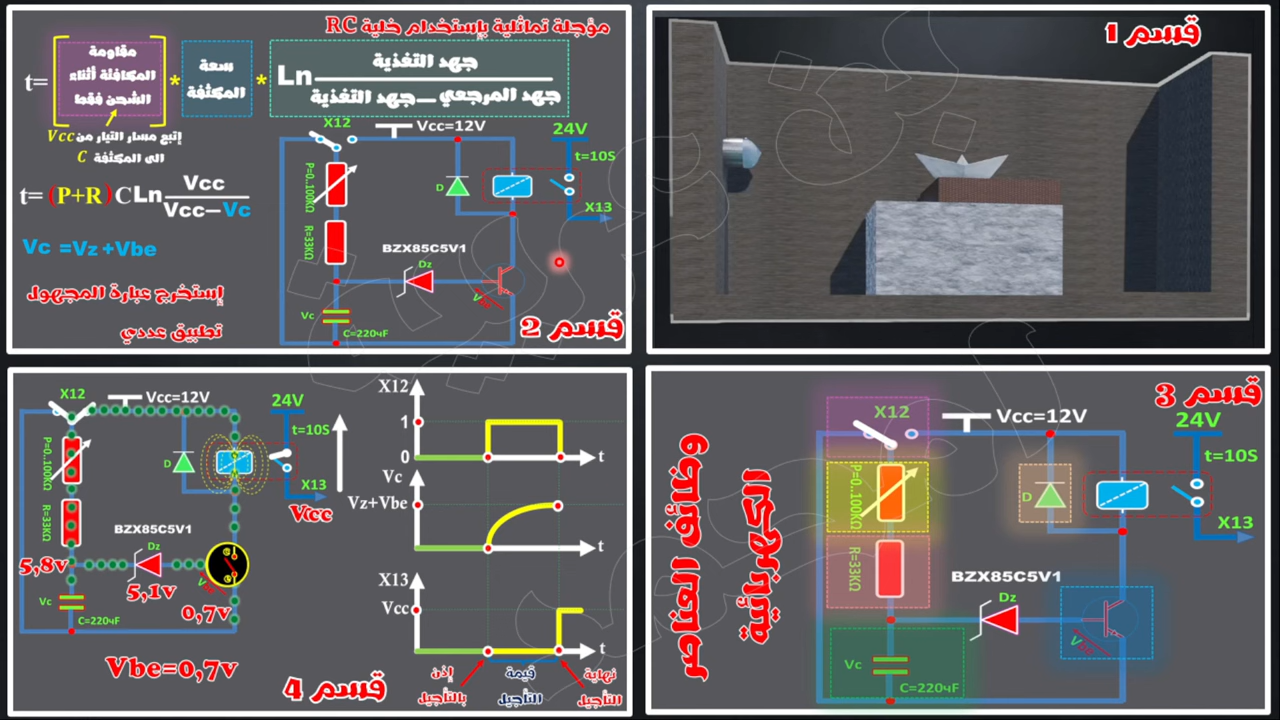 مؤجلة تماثلية بإستخدام خلية RC
t= [مقاومة المكافئة أثناء الشحن فقط] * سعة المكثفة * Ln جهد التغذية / جهد التغذية – جهد المرجعي
إتبع مسار التيار من Vcc
الى المكثفة C
t= (P+R) CLn Vcc / Vcc–Vc
Vc =Vz+Vbe
إستخرج عبارة المجهول
تطبيق عددي
X12
Vcc=12V
24V
t=10S
P=0..100KΩ
D
X13
R=33KΩ
BZX85C5V1
Dz
Vbe
Vc
C=220чF
قسم 2
قسم 1
X12
Vcc=12V
24V
t=10S
P=0..100KΩ
D
X13
Vcc
R=33KΩ
BZX85C5V1
Dz
5,8v
5,1v
0,7v
Vc
C=220чF
Vbe=0,7v
قسم 4
X12
1
0
t
Vc
Vz+Vbe
t
X13
Vcc
t
إذن بالتأجيل
قيمة التأجيل
نهاية التأجيل
قسم 3
وظائف العناصر
الكهربائية
X12
Vcc=12V
24V
t=10S
P=0..100KΩ
D
X13
R=33KΩ
BZX85C5V1
Dz
Vbe
Vc
C=220чF